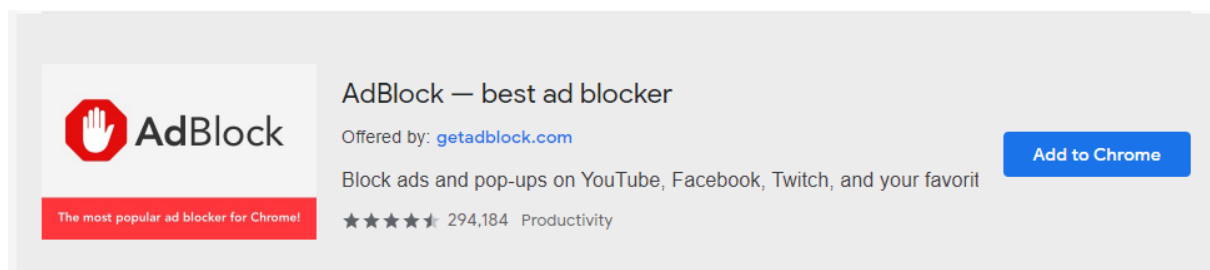 AdBlock
The most popular ad blocker for Chrome!
AdBlock — best ad blocker
Offered by: getadblock.com
Block ads and pop-ups on YouTube, Facebook, Twitch, and your favorit
294,184 Productivity
Add to Chrome